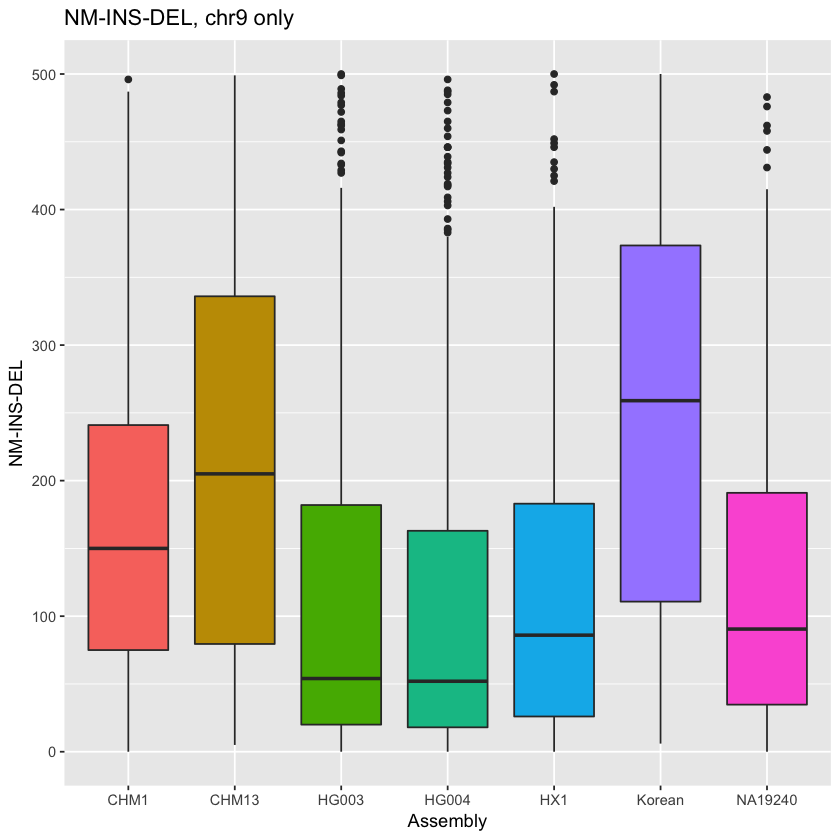 NM-INS-DEL, chr9 only
NM-INS-DEL
500
400
300
200
100
0
CHM1 CHM13 HG003 HG004 HX1 Korean NA19240
Assembly